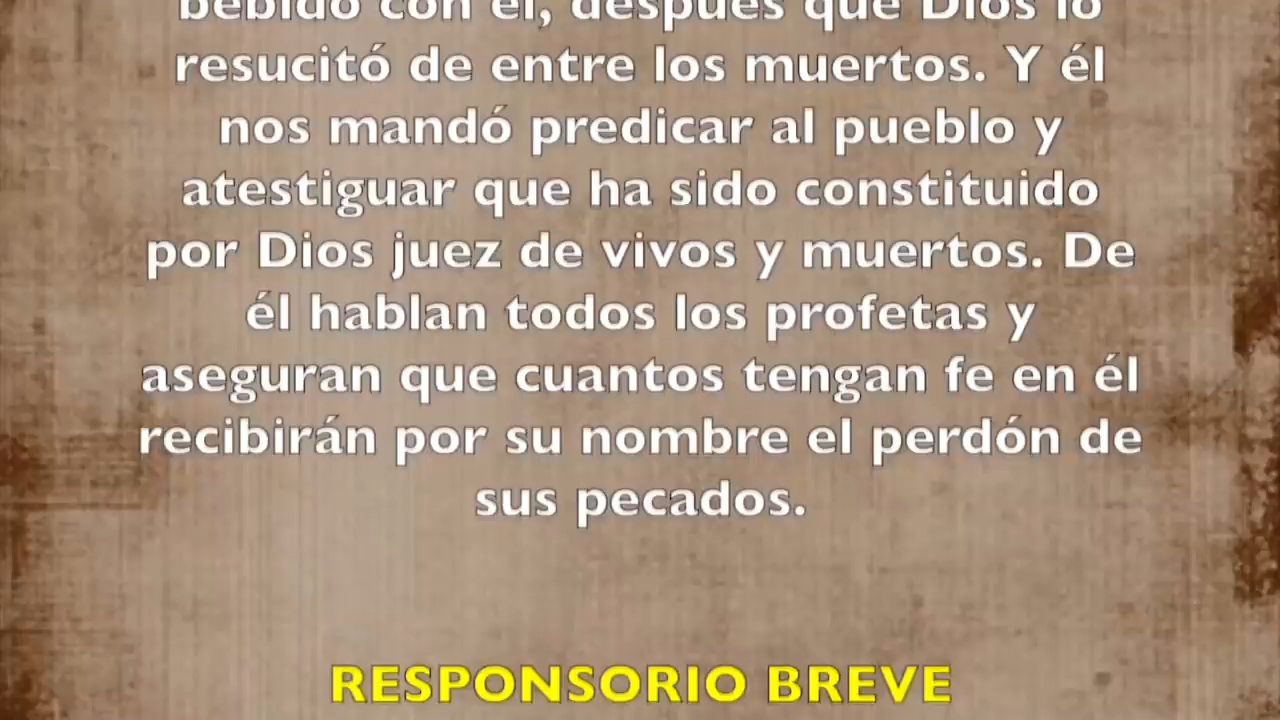 bebido con él, después que Dios lo
resucitó de entre los muertos. Y él
nos mandó predicar al pueblo y
atestiguar que ha sido constituido
por Dios juez de vivos y muertos. De
él hablan todos los profetas y
aseguran que cuantos tengan fe en él
recibirán por su nombre el perdón de
sus pecados.
RESPONSORIO BREVE